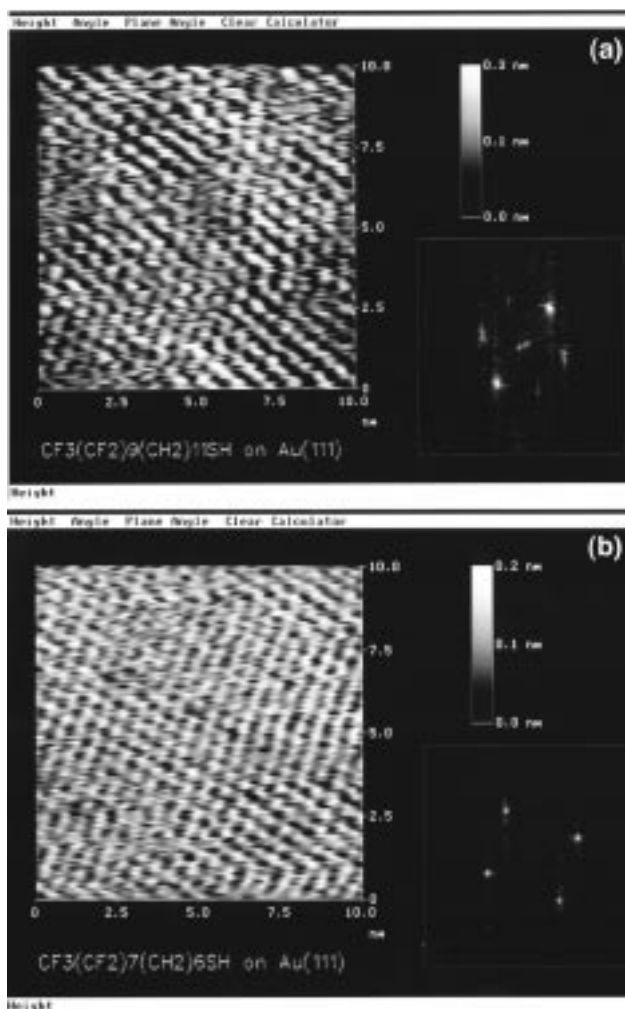 Height Angle Plane Angle Clear Calculator
(a)
10.0
0.2 nm
7.5
0.1 nm
5.0
0.0 nm
2.5
0
0 2.5 5.0 7.5 10.0
nm
CF3(CF2)9(CH2)11SH on Au(111)
Height
Height Angle Plane Angle Clear Calculator
(b)
10.0
0.2 nm
7.5
0.1 nm
5.0
0.0 nm
2.5
0
0 2.5 5.0 7.5 10.0
nm
CF3(CF2)7(CH2)6SH on Au(111)
Height